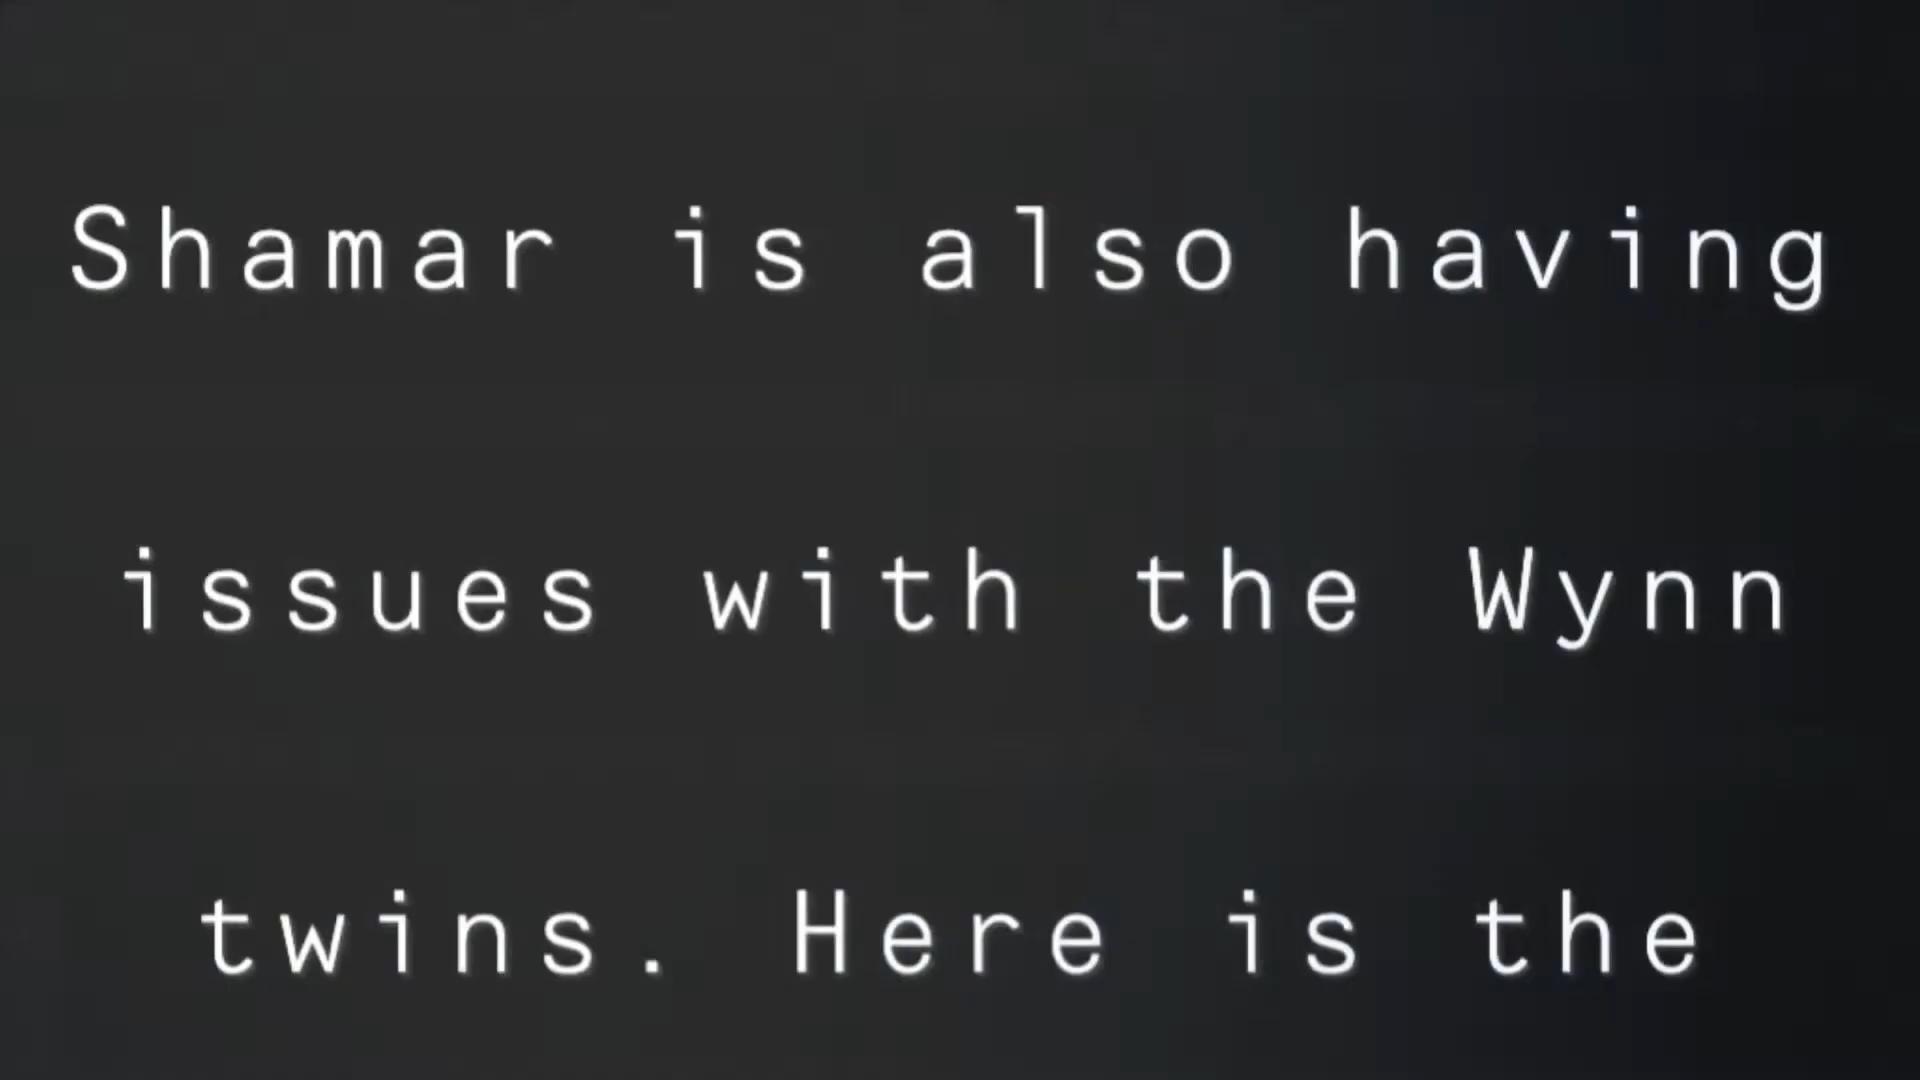 Shamar is also having
issues with the Wynn
twins. Here is the